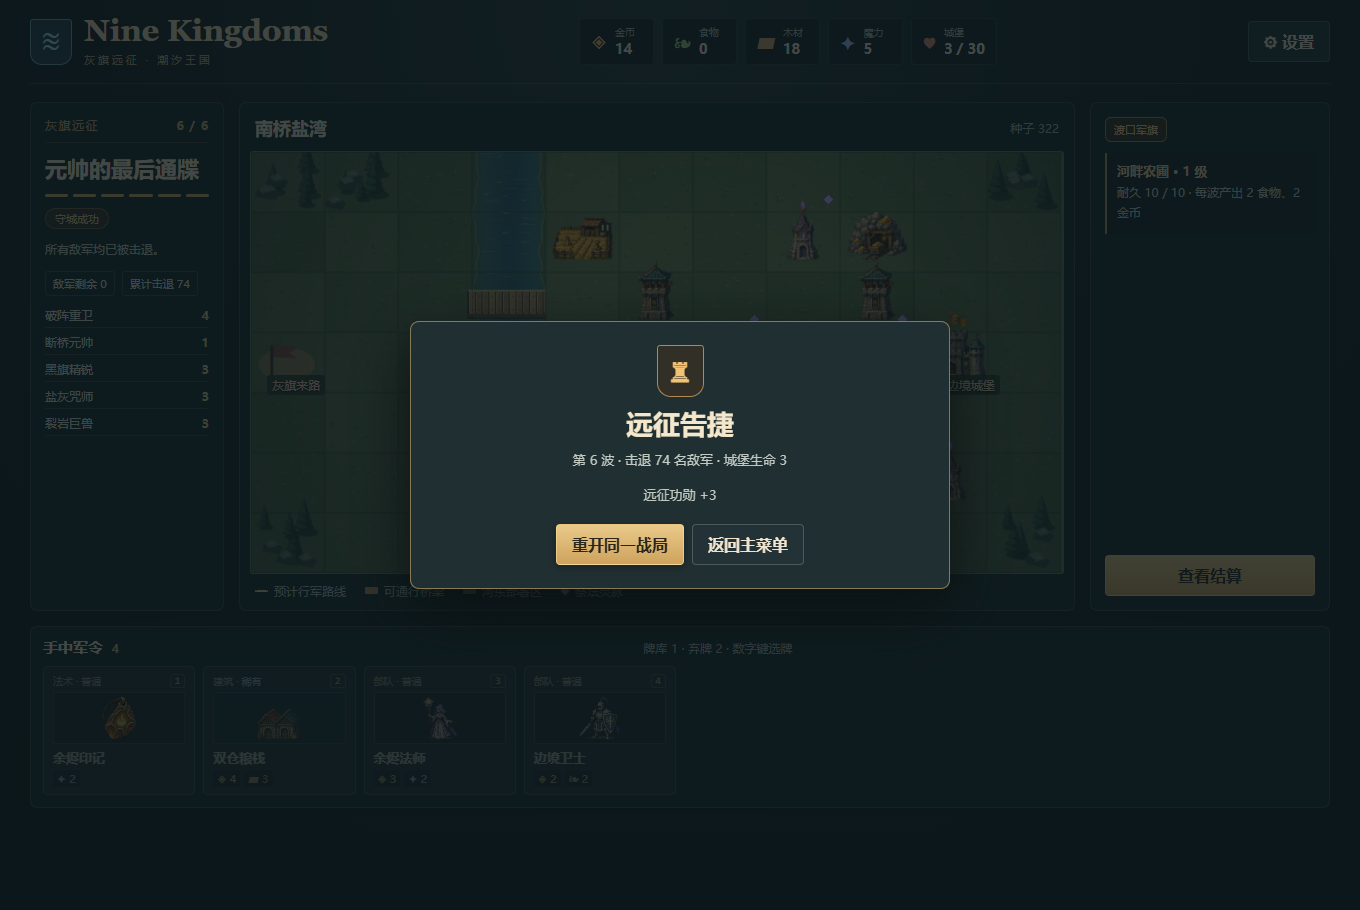 Nine Kingdoms
灰旗远征 · 潮汐王国
金币
14
食物
0
木材
18
魔力
5
城堡
3 / 30
设置
灰旗远征
6 / 6
元帅的最后通牒
守城成功
所有敌军均已被击退。
敌军剩余 0
累计击退 74
破阵重卫 4
断桥元帅 1
黑旗精锐 3
盐灰咒师 3
裂岩巨兽 3
南桥盐湾
种子 322
灰旗来路
边境城堡
预计行军路线
可通行桥梁
渡口军旗
河畔农圃 • 1 级
耐久 10 / 10 · 每波产出 2 食物、2
金币
查看结算
远征告捷
第 6 波 · 击退 74 名敌军 · 城堡生命 3
远征功勋 +3
重开同一战局
返回主菜单
手中军令 4
牌库 1 · 弃牌 2 · 数字键选牌
法术 · 普通
1
余烬印记
2
建筑 · 稀有
2
双仓粮栈
4
3
部队 · 普通
3
余烬法师
3
2
部队 · 普通
4
边境卫士
2
2